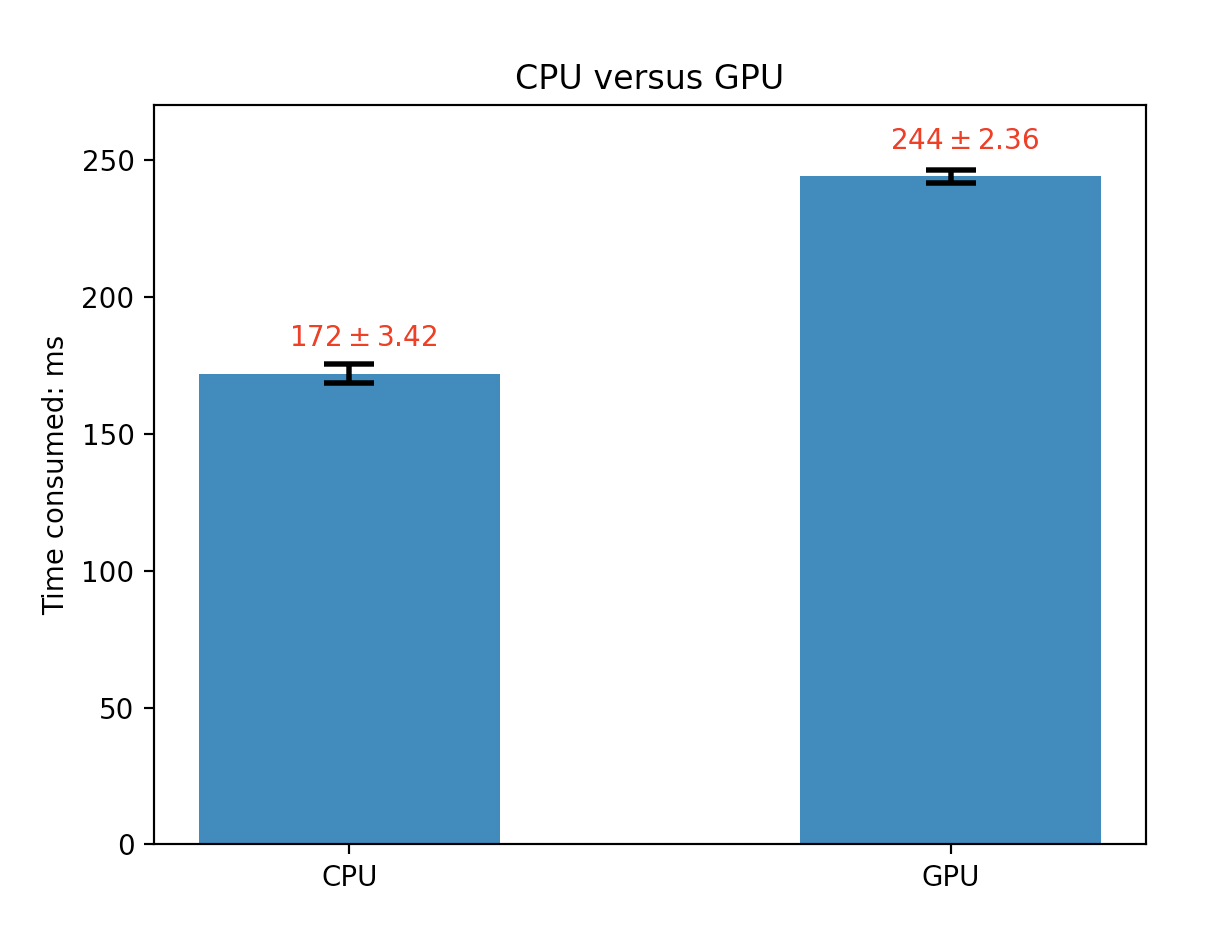 CPU versus GPU
Time consumed: ms
250
200
150
100
50
0
244 ± 2.36
172 ± 3.42
CPU
GPU